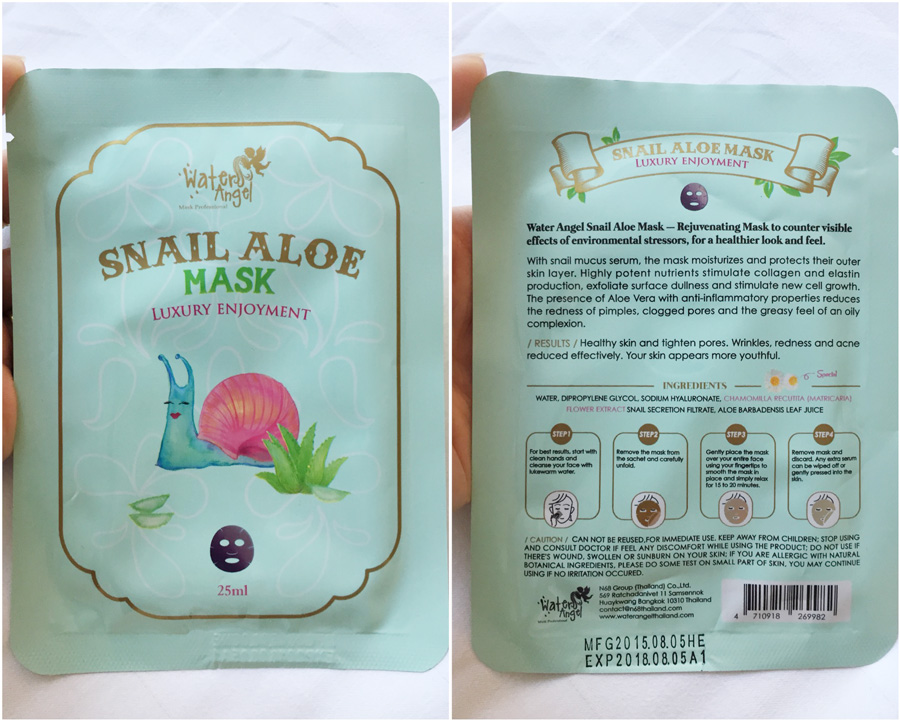 Water Angel
Mask Professional
SNAIL ALOE
MASK
LUXURY ENJOYMENT
25ml
SNAIL ALOE MASK
LUXURY ENJOYMENT
Water Angel Snail Aloe Mask — Rejuvenating Mask to counter visible
effects of environmental stressors, for a healthier look and feel.
With snail mucus serum, the mask moisturizes and protects their outer
skin layer. Highly potent nutrients stimulate collagen and elastin
production, exfoliate surface dullness and stimulate new cell growth.
The presence of Aloe Vera with anti-inflammatory properties reduces
the redness of pimples, clogged pores and the greasy feel of an oily
complexion.
/ RESULTS / Healthy skin and tighten pores. Wrinkles, redness and acne
reduced effectively. Your skin appears more youthful.
INGREDIENTS
WATER, DIPROPYLENE GLYCOL, SODIUM HYALURONATE, CHAMOMILLA RECUTITA (MATRICARIA)
FLOWER EXTRACT SNAIL SECRETION FILTRATE, ALOE BARBADENSIS LEAF JUICE
STEP1
For best results, start with
clean hands and
cleanse your face with
lukewarm water.
STEP2
Remove the mask from
the sachet and carefully
unfold.
STEP3
Gently place the mask
over your entire face
using your fingertips to
smooth the mask in
place and simply relax
for 15 to 20 minutes.
STEP4
Remove mask and
discard. Any extra serum
can be wiped off or
gently pressed into the
skin.
/ CAUTION / CAN NOT BE REUSED,FOR IMMEDIATE USE. KEEP AWAY FROM CHILDREN; STOP USING
AND CONSULT DOCTOR IF FEEL ANY DISCOMFORT WHILE USING THE PRODUCT; DO NOT USE IF
THERE'S WOUND, SWOLLEN OR SUNBURN ON YOUR SKIN; IF YOU ARE ALLERGIC WITH NATURAL
BOTANICAL INGREDIENTS, PLEASE DO SOME TEST ON SMALL PART OF SKIN, YOU MAY CONTINUE
USING IF NO IRRITATION OCCURED.
Water Angel
Mask Professional
N68 Group (Thailand) Co.,Ltd.
569 Ratchadanivet 11 Samsennok
Huaykwang Bangkok 10310 Thailand
contact@n68thailand.com
www.waterangelthailand.com
4 710918 269982
MFG2015.08.05HE
EXP2018.08.05A1